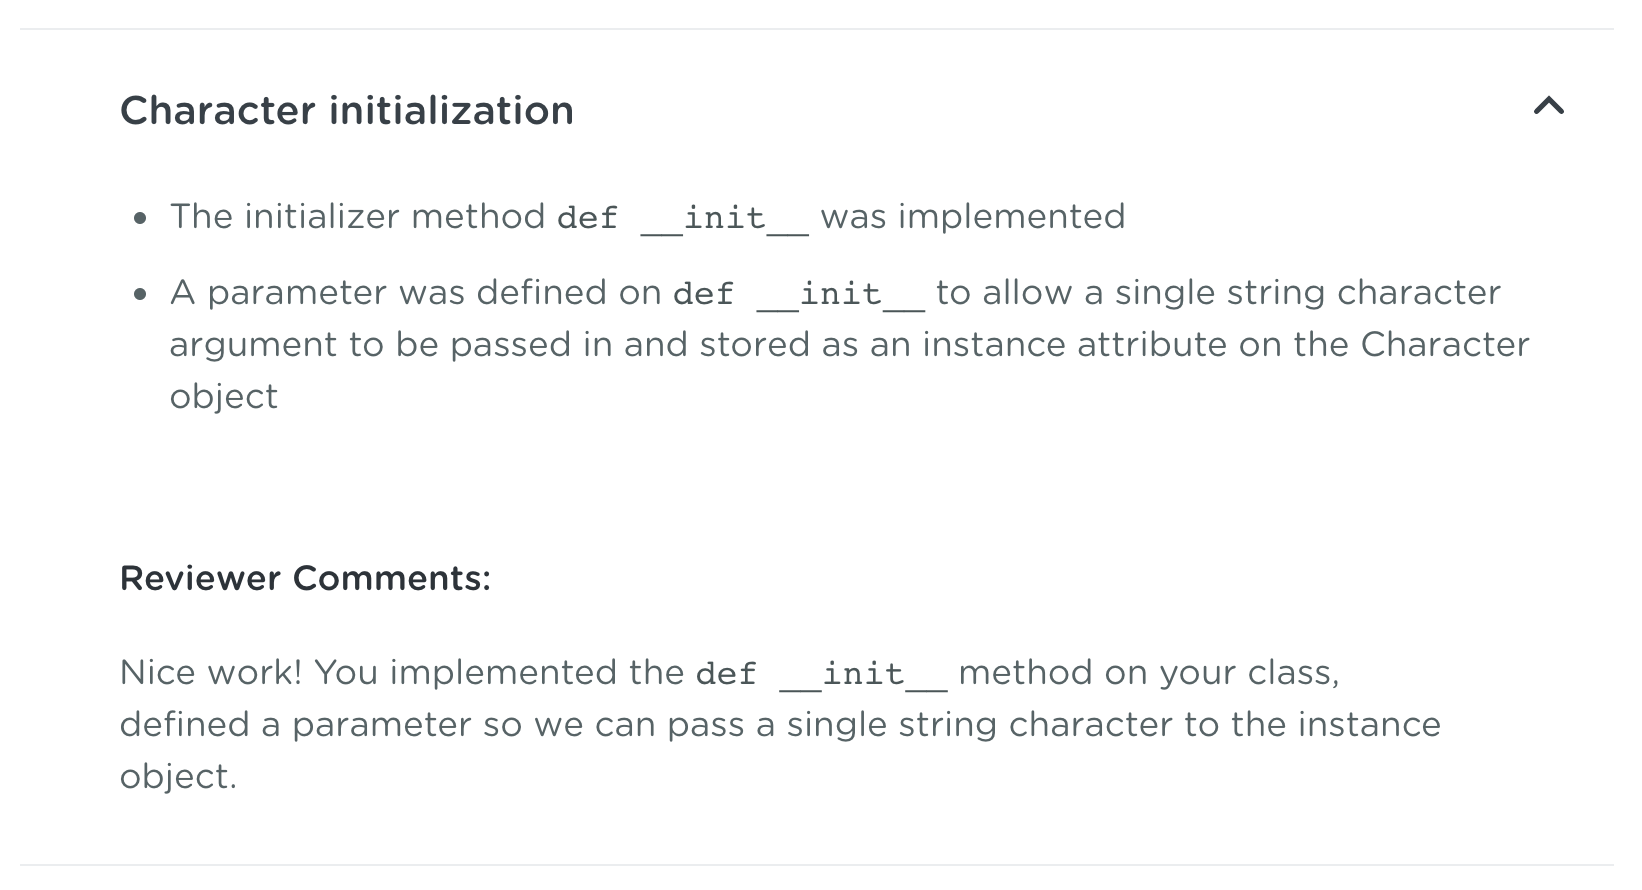 Character initialization
The initializer method def __init__ was implemented
A parameter was defined on def __init__ to allow a single string character
argument to be passed in and stored as an instance attribute on the Character
object
Reviewer Comments:
Nice work! You implemented the def __init__ method on your class,
defined a parameter so we can pass a single string character to the instance
object.